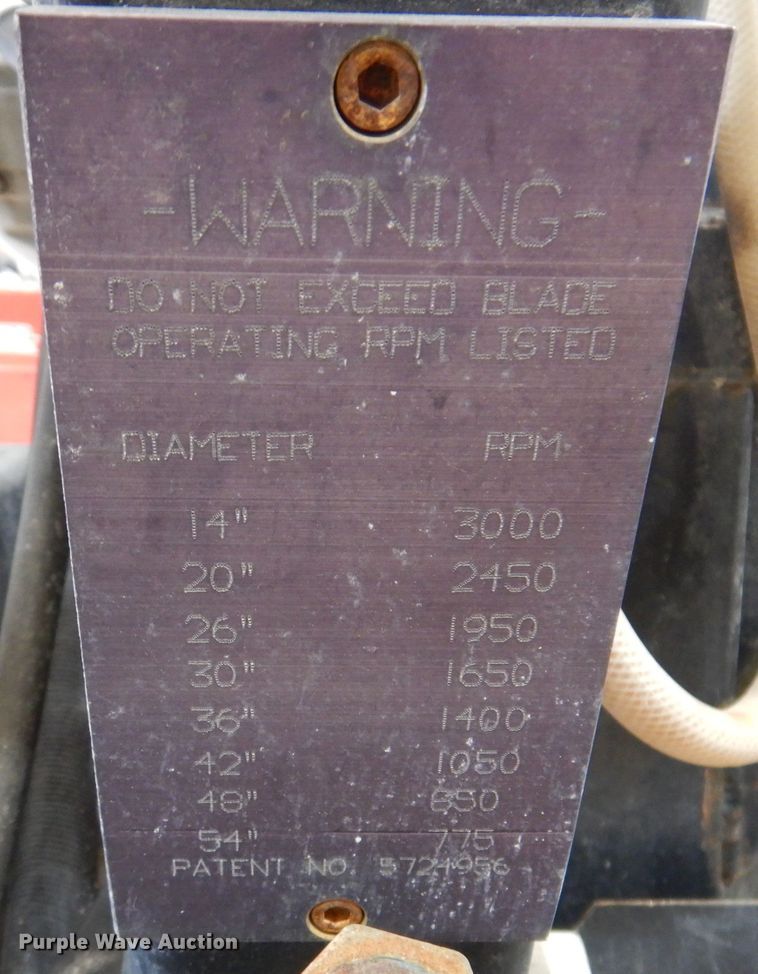 -WARNING-
DO NOT EXCEED BLADE
OPERATING RPM LISTED
DIAMETER RPM
14" 3000
20" 2450
26" 1950
30" 1650
36" 1400
42" 1050
48" 850
54" 775
PATENT NO. 5724956
Purple Wave Auction